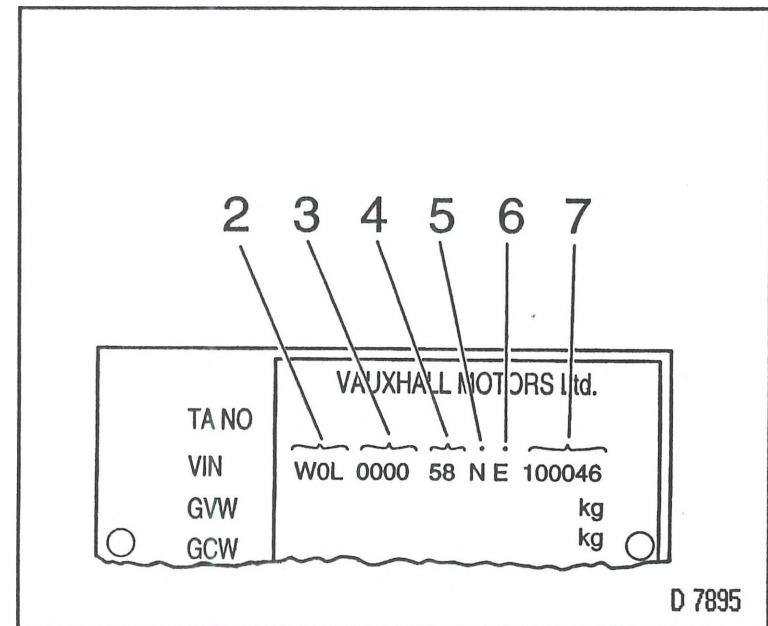 2 3 4 5 6 7
VAUXHALL MOTORS Ltd.
TA NO
VIN W0L 0000 58 N E 100046
GVW kg
GCW kg
D 7895